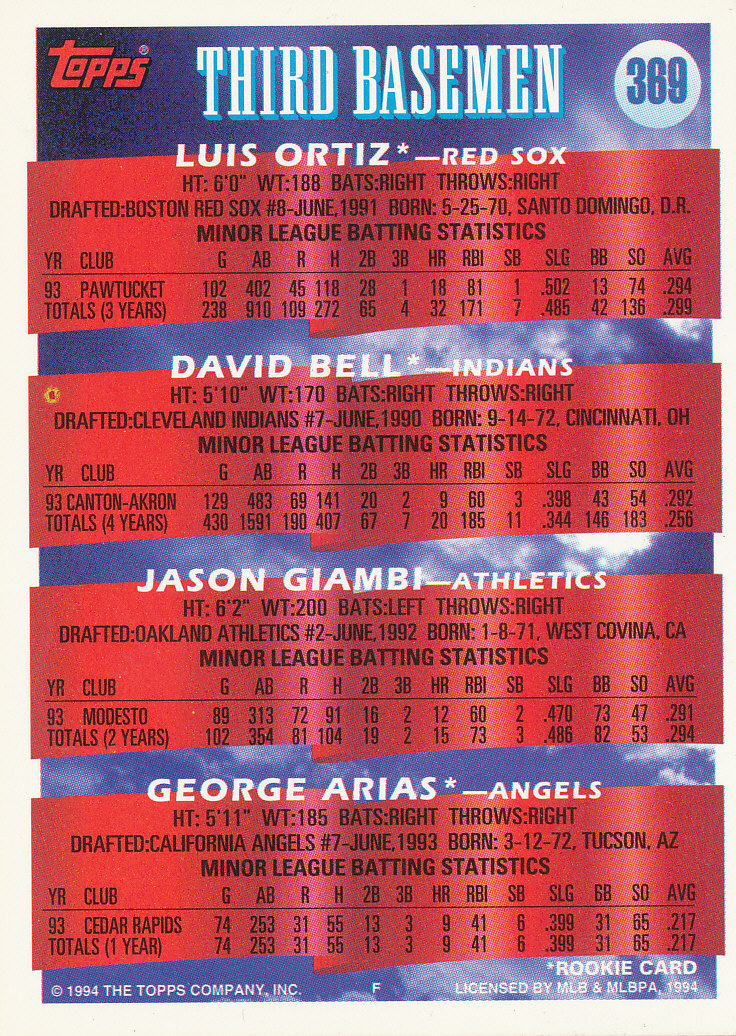 TOPPS®
THIRD BASEMEN
369
LUIS ORTIZ*—RED SOX
HT: 6'0" WT:188 BATS:RIGHT THROWS:RIGHT
DRAFTED:BOSTON RED SOX #8-JUNE,1991 BORN: 5-25-70, SANTO DOMINGO, D.R.
MINOR LEAGUE BATTING STATISTICS
YR CLUB G AB R H 2B 3B HR RBI SB SLG BB SO AVG
93 PAWTUCKET 102 402 45 118 28 1 18 81 1 .502 13 74 .294
TOTALS (3 YEARS) 238 910 109 272 65 4 32 171 7 .485 42 136 .299
DAVID BELL*—INDIANS
HT: 5'10" WT:170 BATS:RIGHT THROWS:RIGHT
DRAFTED:CLEVELAND INDIANS #7-JUNE,1990 BORN: 9-14-72, CINCINNATI, OH
MINOR LEAGUE BATTING STATISTICS
YR CLUB G AB R H 2B 3B HR RBI SB SLG BB SO AVG
93 CANTON-AKRON 129 483 69 141 20 2 9 60 3 .398 43 54 .292
TOTALS (4 YEARS) 430 1591 190 407 67 7 20 185 11 .344 146 183 .256
JASON GIAMBI—ATHLETICS
HT: 6'2" WT:200 BATS:LEFT THROWS:RIGHT
DRAFTED:OAKLAND ATHLETICS #2-JUNE,1992 BORN: 1-8-71, WEST COVINA, CA
MINOR LEAGUE BATTING STATISTICS
YR CLUB G AB R H 2B 3B HR RBI SB SLG BB SO AVG
93 MODESTO 89 313 72 91 16 2 12 60 2 .470 73 47 .291
TOTALS (2 YEARS) 102 354 81 104 19 2 15 73 3 .486 82 53 .294
GEORGE ARIAS*—ANGELS
HT: 5'11" WT:185 BATS:RIGHT THROWS:RIGHT
DRAFTED:CALIFORNIA ANGELS #7-JUNE,1993 BORN: 3-12-72, TUCSON, AZ
MINOR LEAGUE BATTING STATISTICS
YR CLUB G AB R H 2B 3B HR RBI SB SLG BB SO AVG
93 CEDAR RAPIDS 74 253 31 55 13 3 9 41 6 .399 31 65 .217
TOTALS (1 YEAR) 74 253 31 55 13 3 9 41 6 .399 31 65 .217
*ROOKIE CARD
© 1994 THE TOPPS COMPANY, INC. F LICENSED BY MLB & MLBPA, 1994